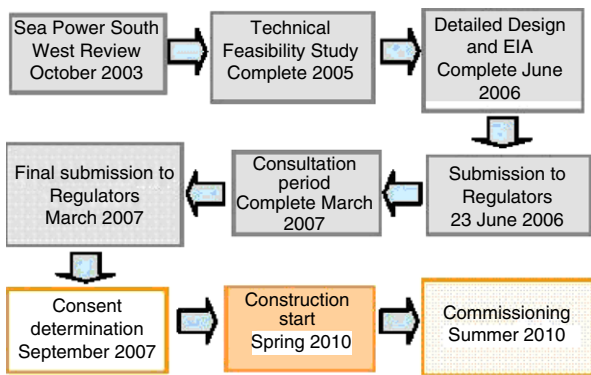 Sea Power South
West Review
October 2003
Technical
Feasibility Study
Complete 2005
Detailed Design
and EIA
Complete June
2006
Submission to
Regulators
23 June 2006
Consultation
period
Complete March
2007
Final submission to
Regulators
March 2007
Consent
determination
September 2007
Construction
start
Spring 2010
Commissioning
Summer 2010